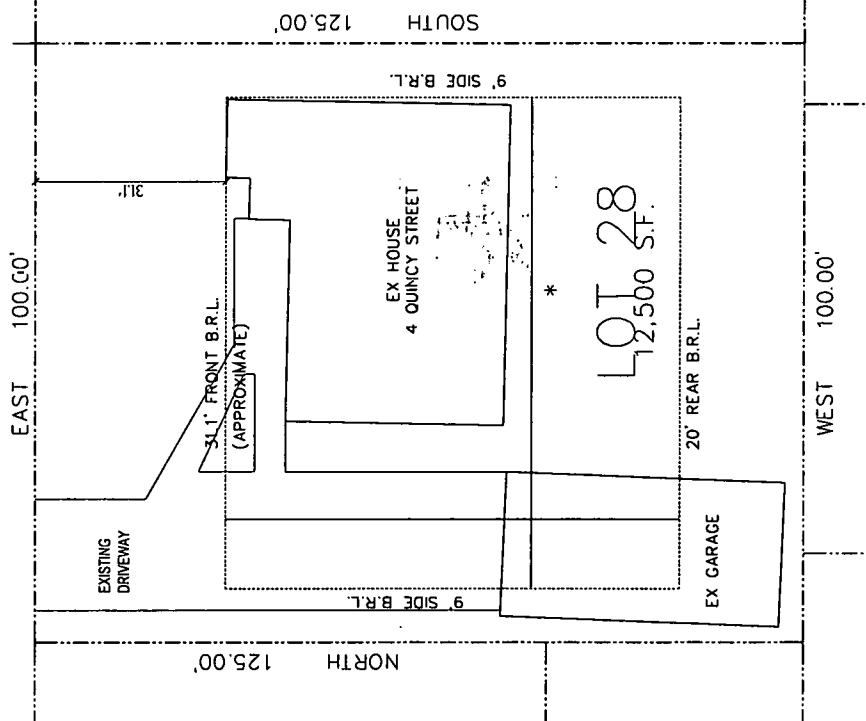 SOUTH 125.00'
9' SIDE B.R.L.
31.1'
EAST 100.00'
31.1' FRONT B.R.L.
(APPROXIMATE)
EX HOUSE
4 QUINCY STREET
*
LOT 28
12,500 S.F.
20' REAR B.R.L.
WEST 100.00'
EXISTING
DRIVEWAY
EX GARAGE
9' SIDE B.R.L.
NORTH 125.00'